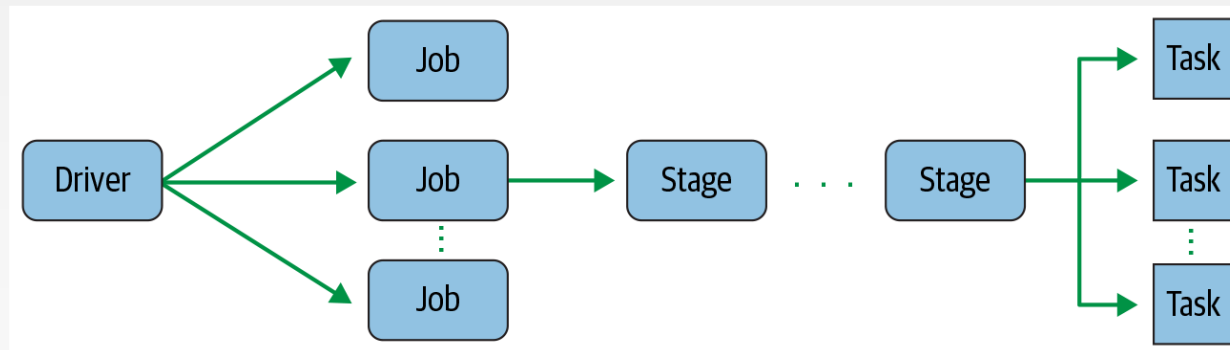 Job
Task
Driver
Job
Stage
. . .
Stage
Task
Job
Task